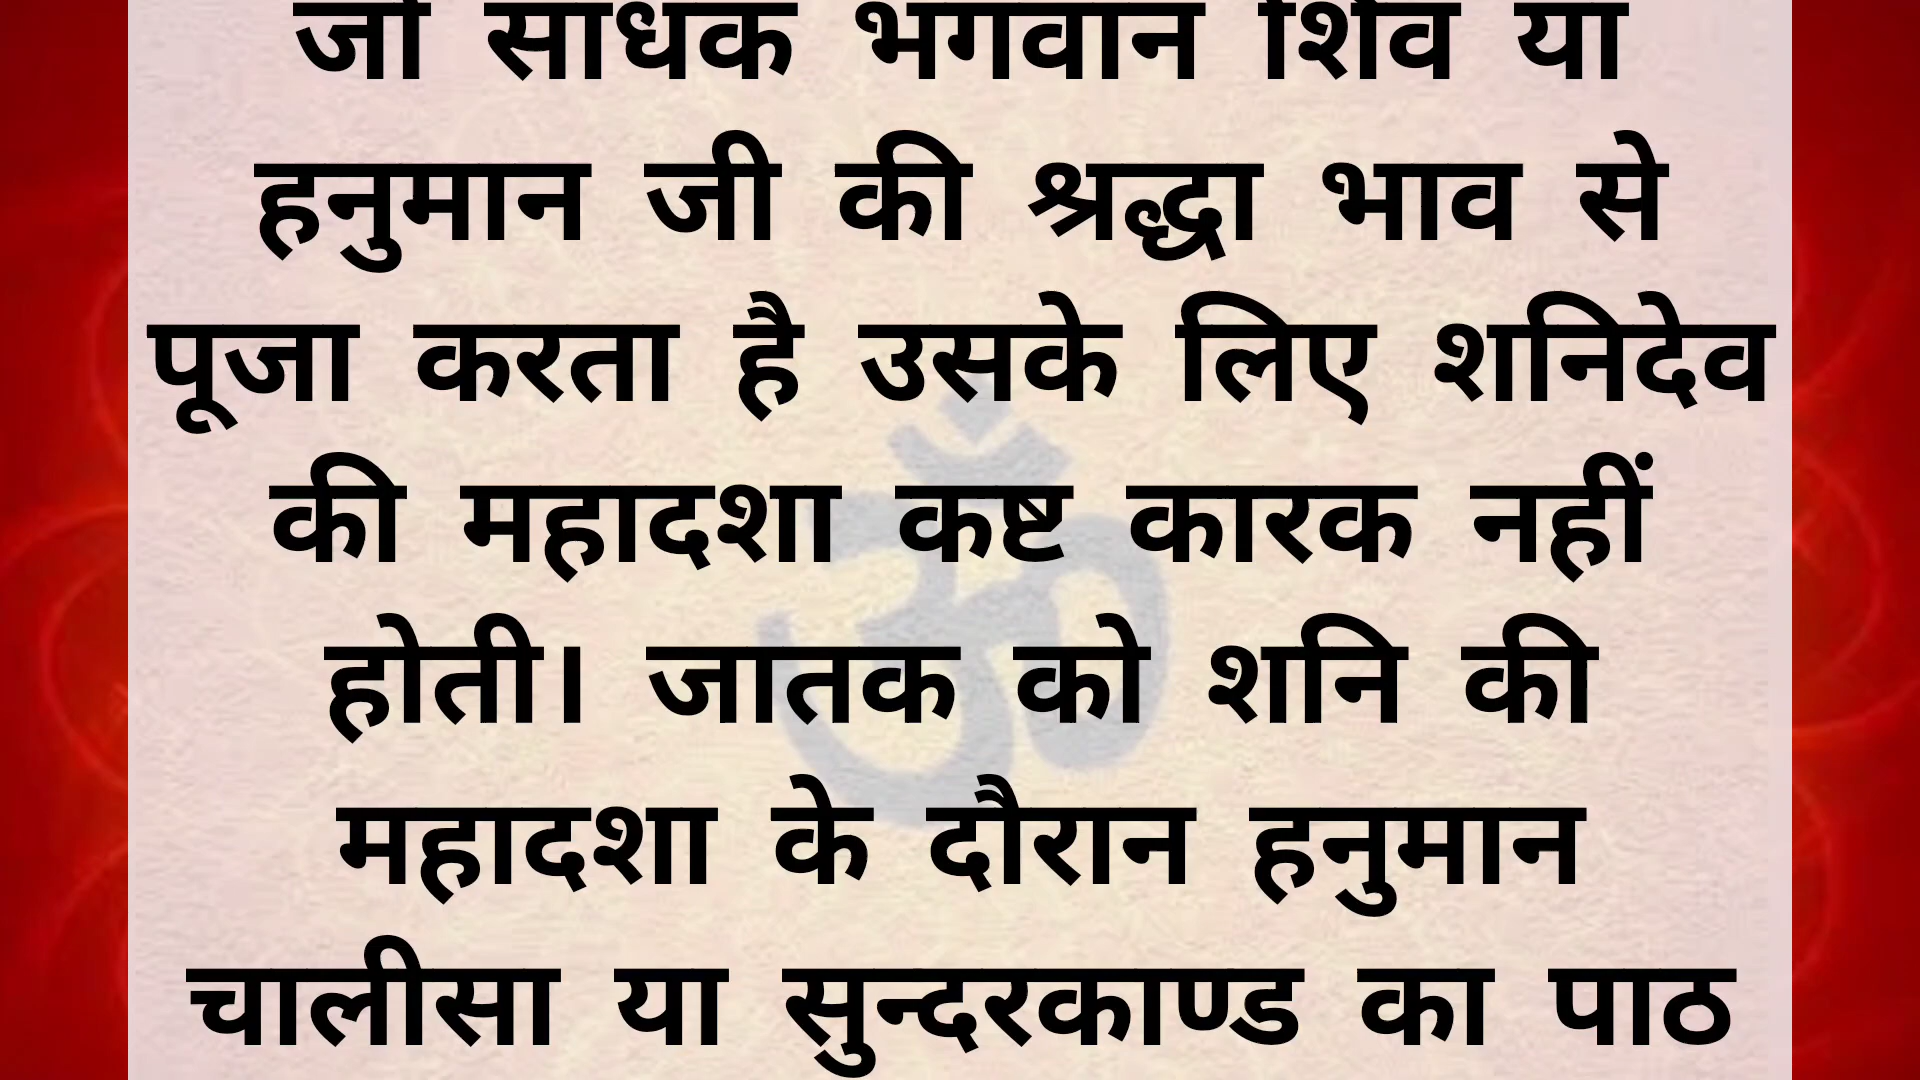 जो साधक भगवान शिव या
हनुमान जी की श्रद्धा भाव से
पूजा करता है उसके लिए शनिदेव
की महादशा कष्ट कारक नहीं
होती। जातक को शनि की
महादशा के दौरान हनुमान
चालीसा या सुन्दरकाण्ड का पाठ
ॐ